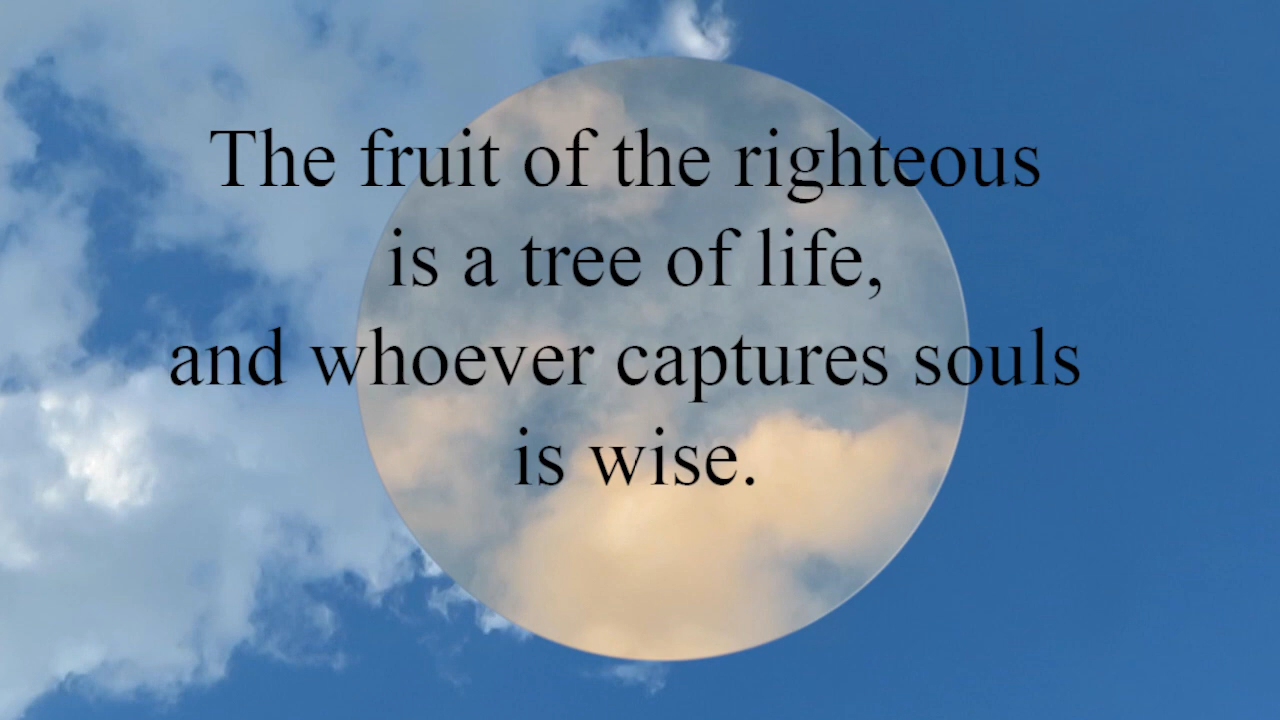 The fruit of the righteous
is a tree of life,
and whoever captures souls
is wise.